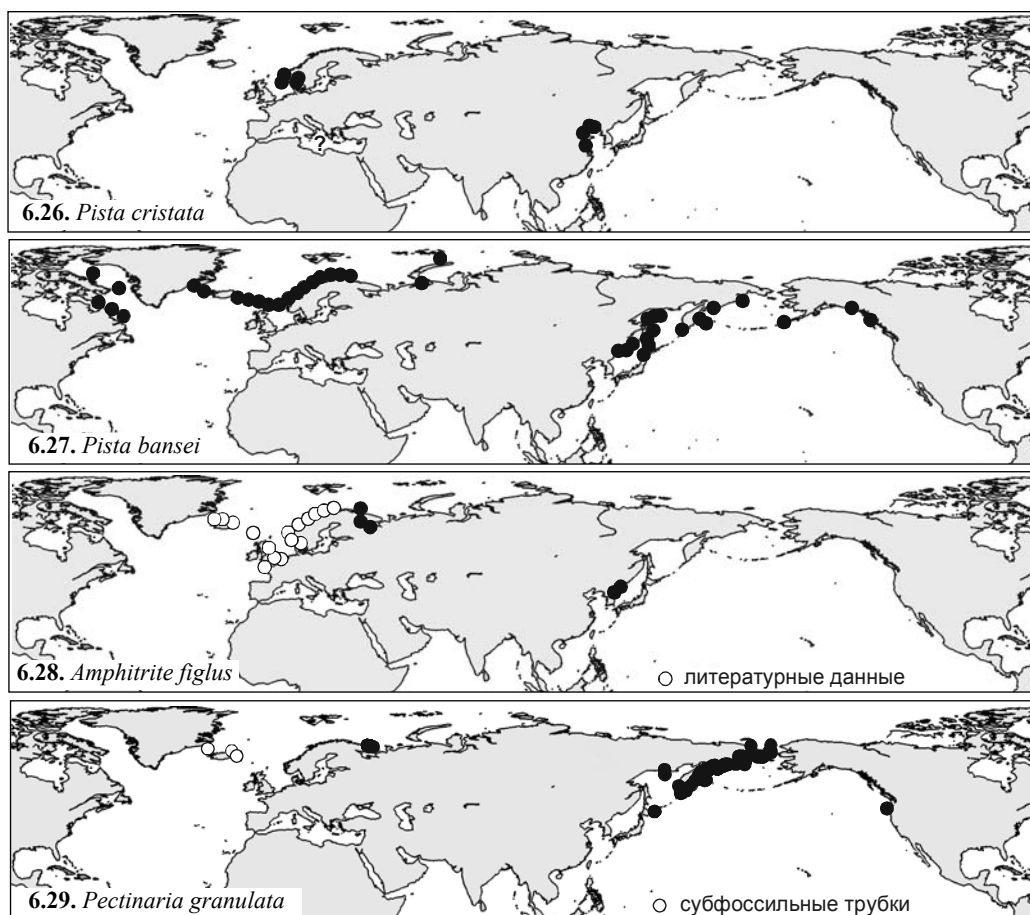 ?
6.26. Pista cristata
6.27. Pista bansei
6.28. Amphitrite figlus
литературные данные
6.29. Pectinaria granulata
субфоссильные трубки